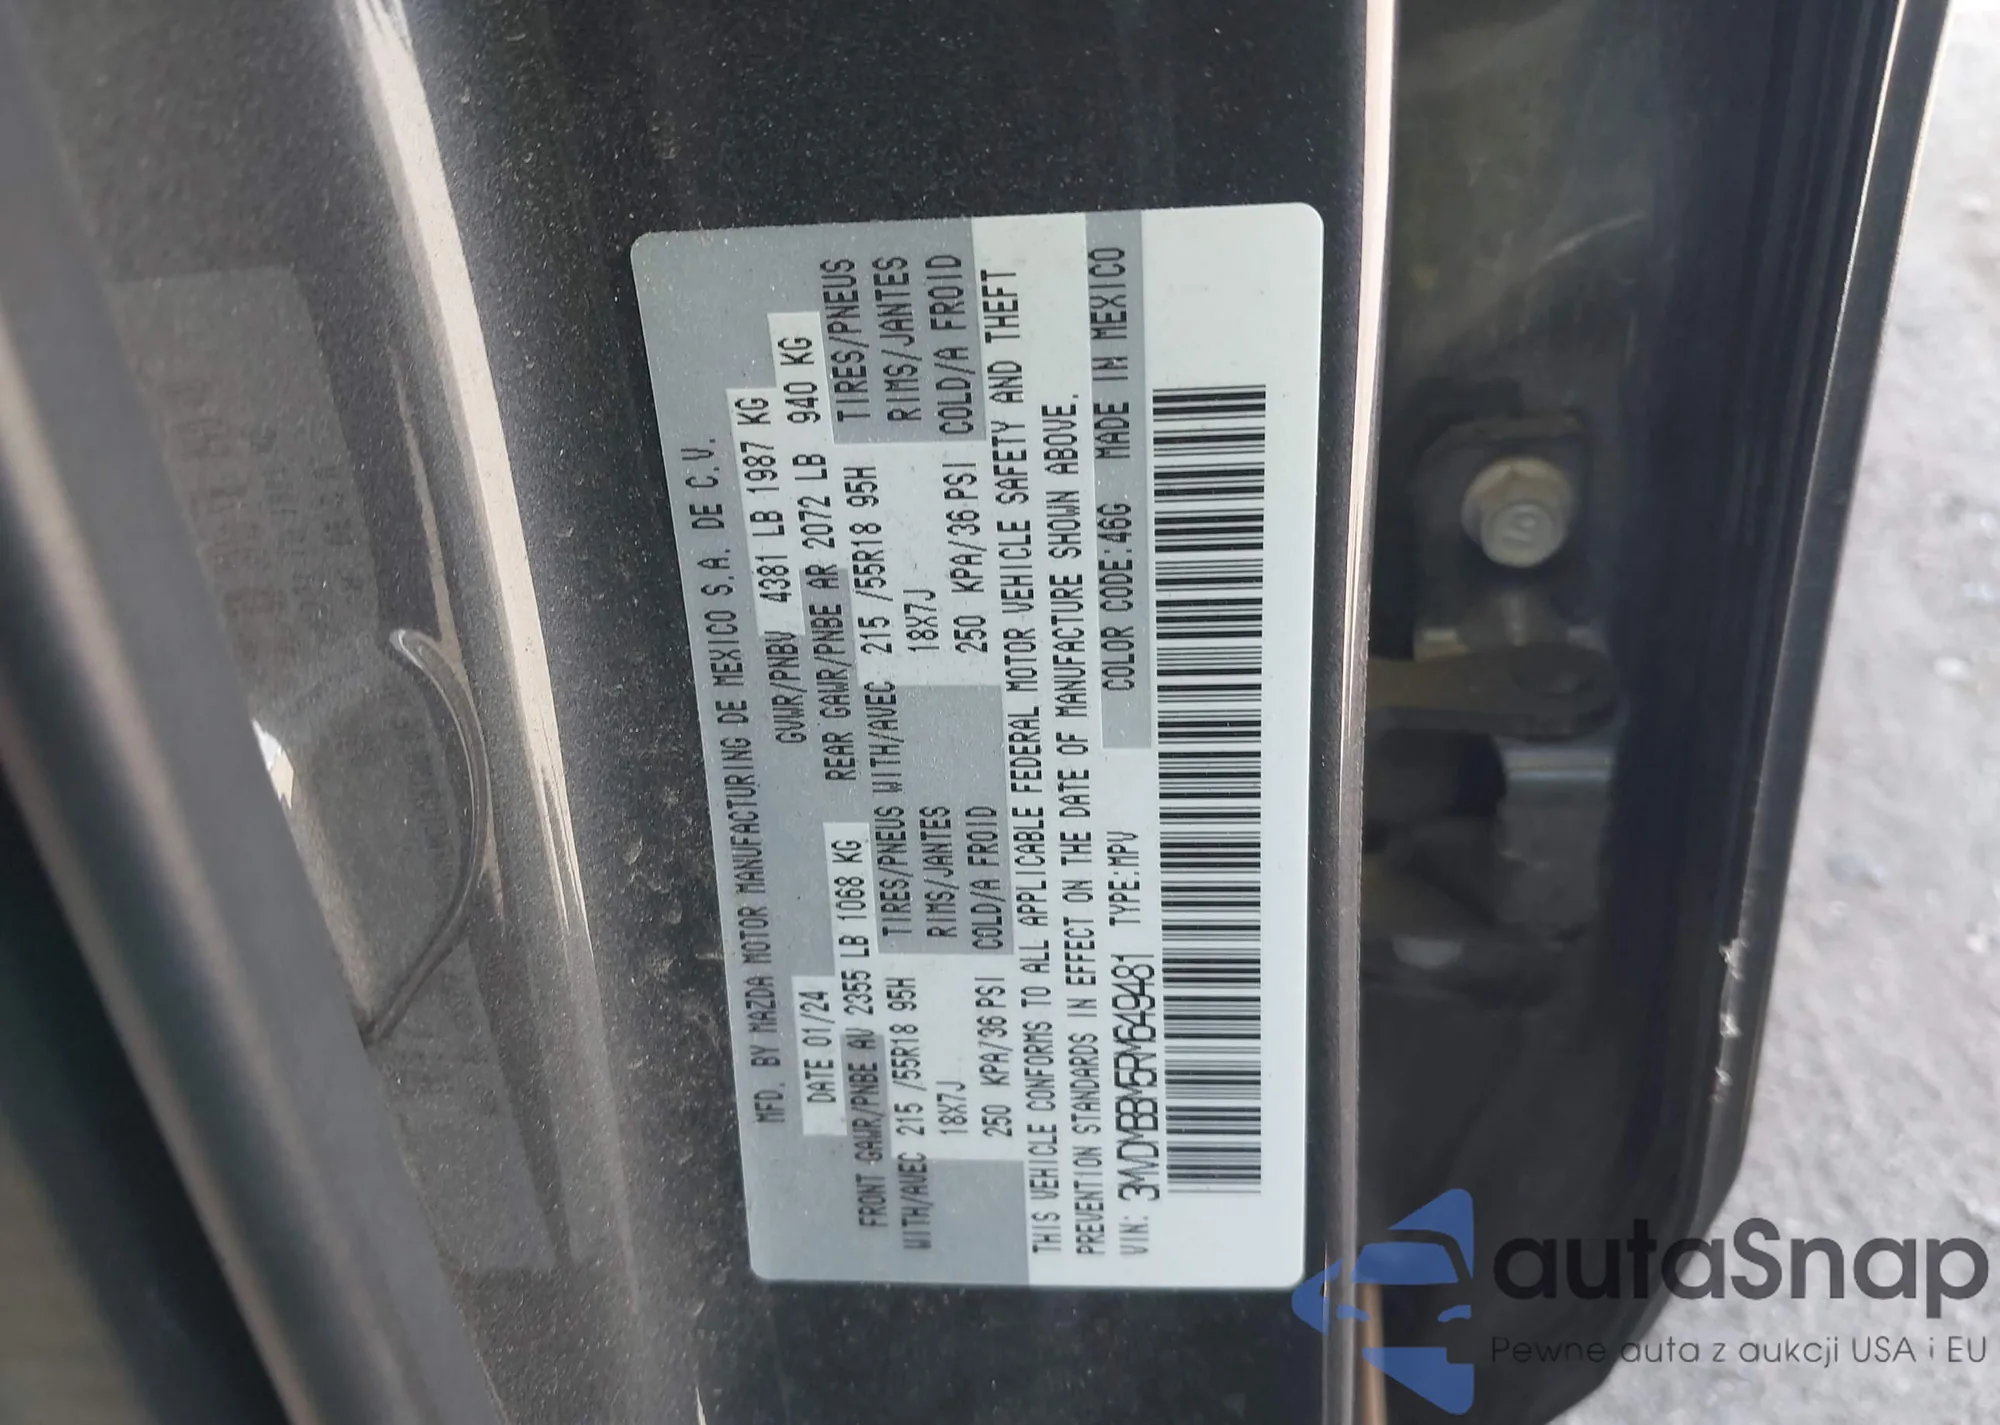 MFD. BY MAZDA MOTOR MANUFACTURING DE MEXICO S.A. DE C.V.
DATE 01/24 GVWR/PNBV 4381 LB 1987 KG
FRONT GAWR/PNBE AV 2355 LB 1068 KG REAR GAWR/PNBE AR 2072 LB 940 KG
WITH/AVEC 215 /55R18 95H TIRES/PNEUS WITH/AVEC 215 /55R18 95H TIRES/PNEUS
18X7J RIMS/JANTES 18X7J RIMS/JANTES
250 KPA/36 PSI COLD/A FROID 250 KPA/36 PSI COLD/A FROID
THIS VEHICLE CONFORMS TO ALL APPLICABLE FEDERAL MOTOR VEHICLE SAFETY AND THEFT
PREVENTION STANDARDS IN EFFECT ON THE DATE OF MANUFACTURE SHOWN ABOVE.
VIN: 3MVDMBBM5RM649481 TYPE:MPV COLOR CODE:46G MADE IN MEXICO
autaSnap
Pewne auta z aukcji USA i EU